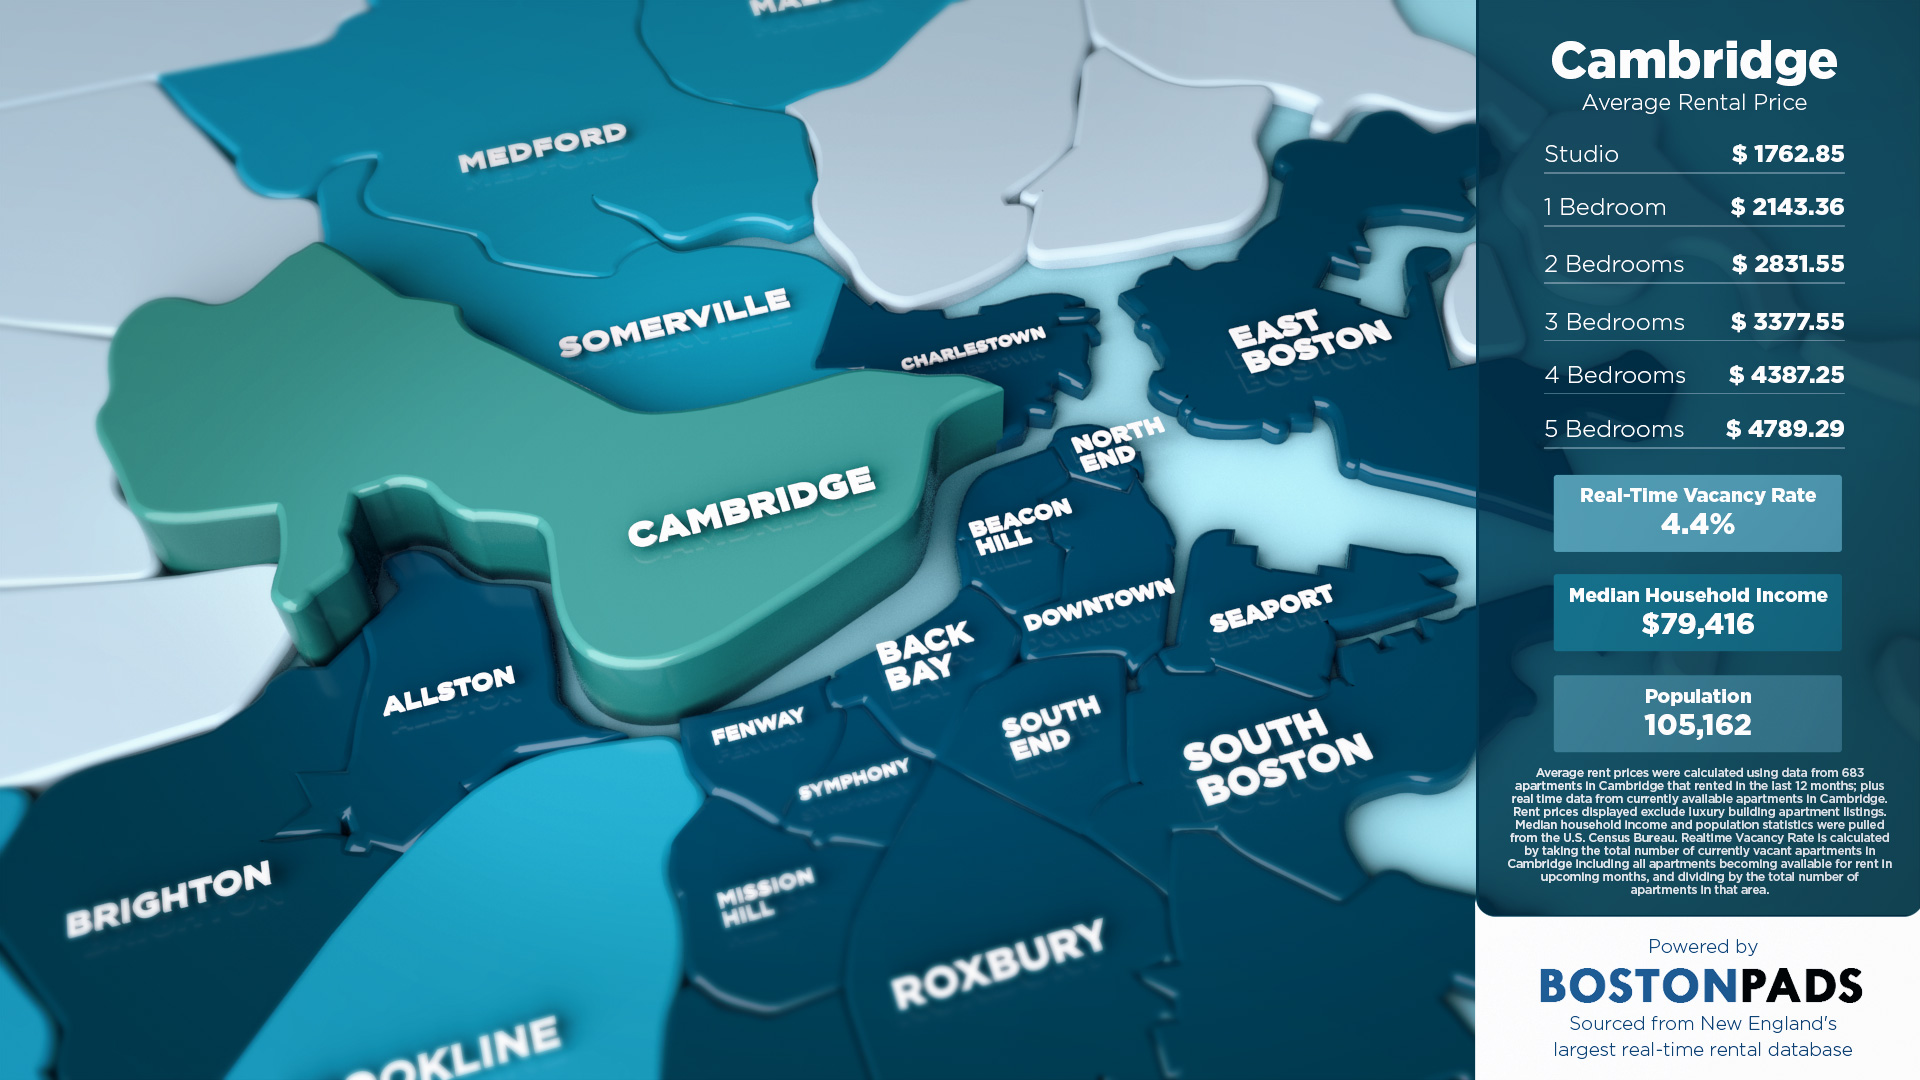 MEDFORD
SOMERVILLE
CHARLESTOWN
EAST
BOSTON
NORTH
END
CAMBRIDGE
BEACON
HILL
DOWNTOWN
SEAPORT
BACK
BAY
ALLSTON
FENWAY
SOUTH
END
SYMPHONY
SOUTH
BOSTON
BRIGHTON
MISSION
HILL
ROXBURY
OKLINE
Cambridge
Average Rental Price
Studio $ 1762.85
1 Bedroom $ 2143.36
2 Bedrooms $ 2831.55
3 Bedrooms $ 3377.55
4 Bedrooms $ 4387.25
5 Bedrooms $ 4789.29
Real-Time Vacancy Rate
4.4%
Median Household Income
$79,416
Population
105,162
Average rent prices were calculated using data from 683
apartments in Cambridge that rented in the last 12 months; plus
real time data from currently available apartments in Cambridge.
Rent prices displayed exclude luxury building apartment listings.
Median household income and population statistics were pulled
from the U.S. Census Bureau. Realtime Vacancy Rate is calculated
by taking the total number of currently vacant apartments in
Cambridge including all apartments becoming available for rent in
upcoming months, and dividing by the total number of
apartments in that area.
Powered by
BOSTONPADS
Sourced from New England's
largest real-time rental database